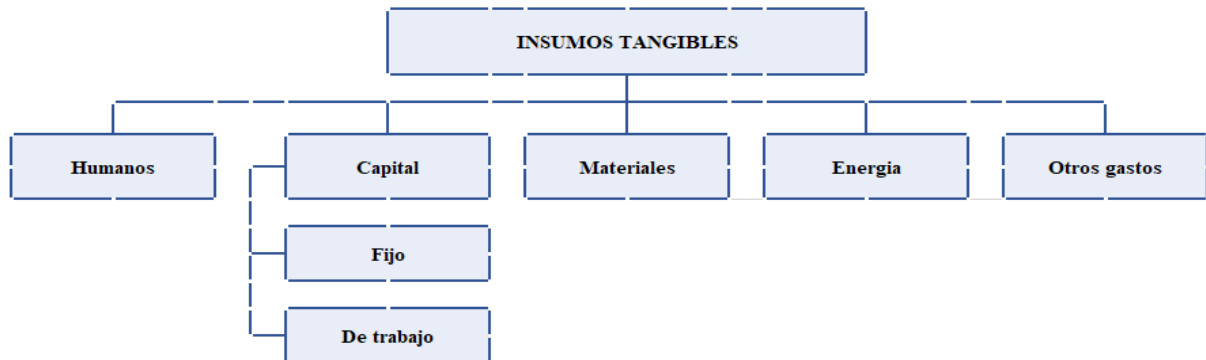 INSUMOS TANGIBLES
Humanos
Capital
Materiales
Energia
Otros gastos
Fijo
De trabajo